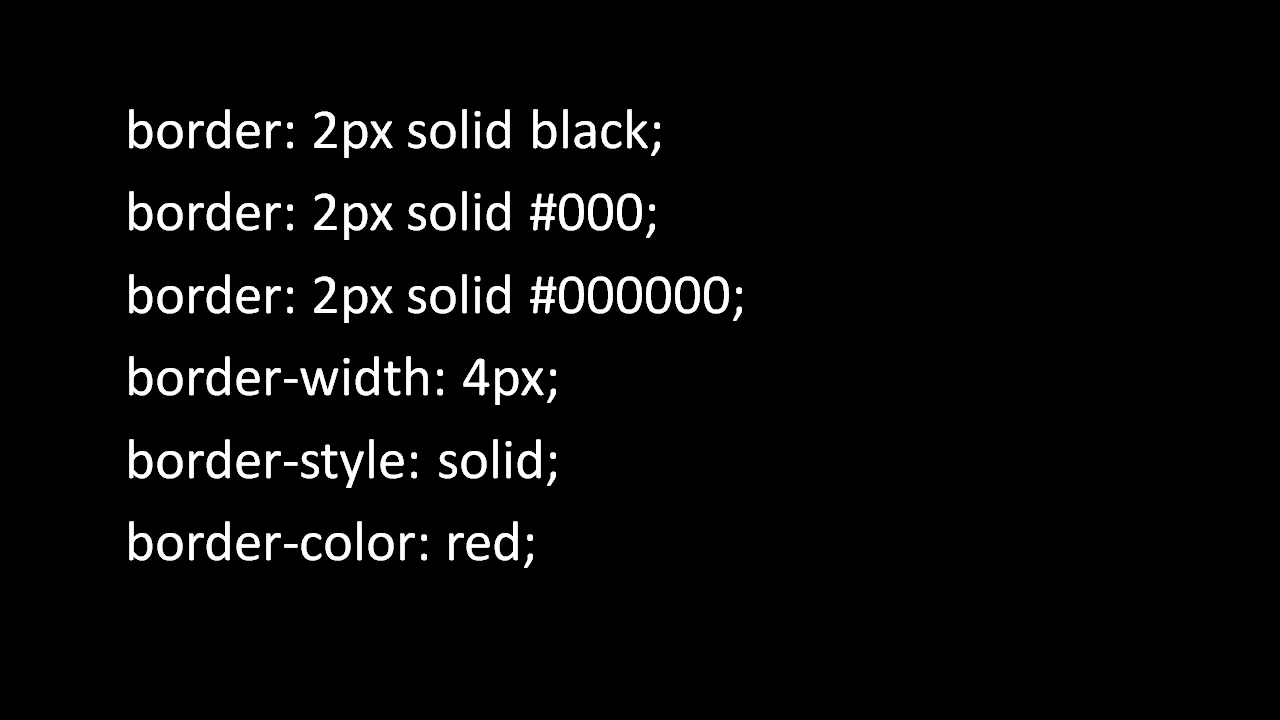 border: 2px solid black;
border: 2px solid #000;
border: 2px solid #000000;
border-width: 4px;
border-style: solid;
border-color: red;